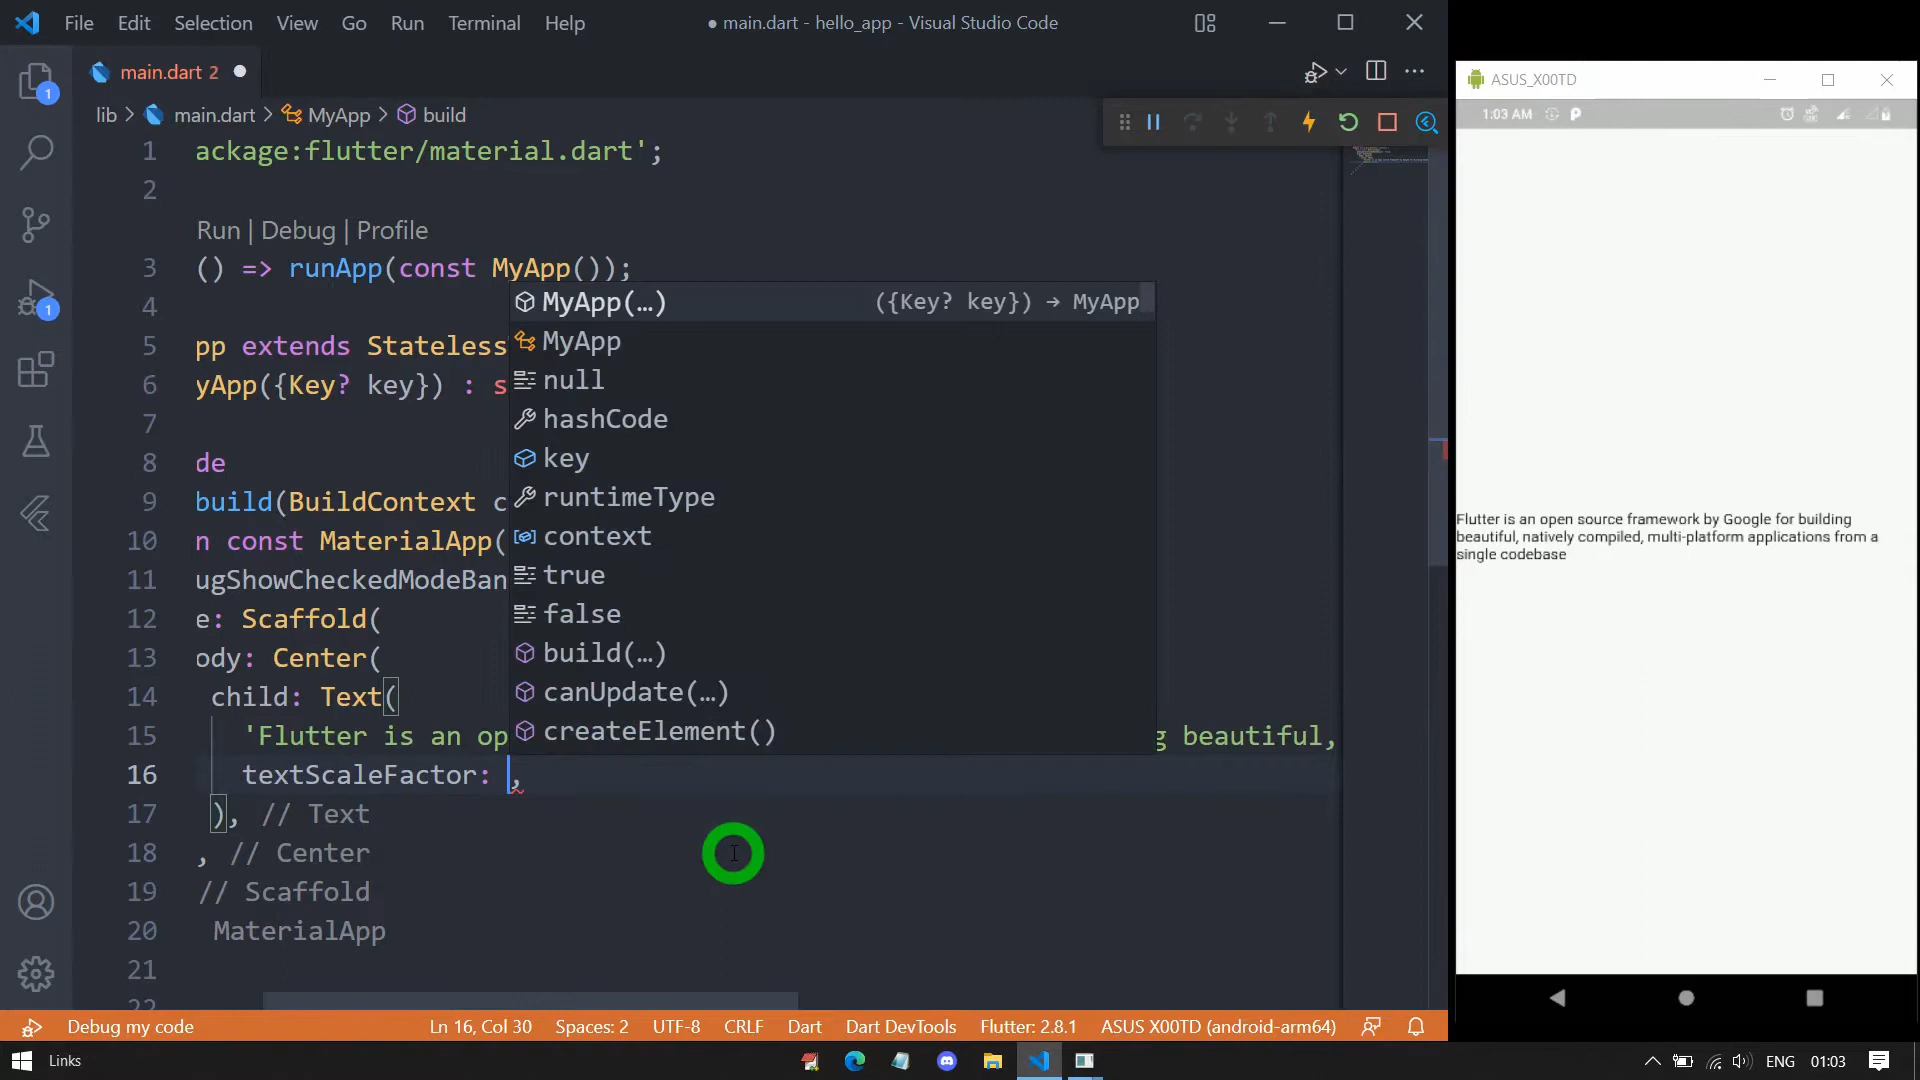 File Edit Selection View Go Run Terminal Help
● main.dart - hello_app - Visual Studio Code
main.dart 2
lib > main.dart > MyApp > build
1 ackage:flutter/material.dart';
2
Run | Debug | Profile
3 () => runApp(const MyApp());
4
5 pp extends Stateless
6 yApp({Key? key}) : s
7
8 de
9 build(BuildContext c
10 n const MaterialApp(
11 ugShowCheckedModeBan
12 e: Scaffold(
13 ody: Center(
14 child: Text(
15 'Flutter is an op g beautiful,
16 textScaleFactor: ,
17 ), // Text
18 , // Center
19 // Scaffold
20 MaterialApp
21
22
MyApp(…) ({Key? key}) → MyApp
MyApp
null
hashCode
key
runtimeType
context
true
false
build(…)
canUpdate(…)
createElement()
1
1
Debug my code Ln 16, Col 30 Spaces: 2 UTF-8 CRLF Dart Dart DevTools Flutter: 2.8.1 ASUS X00TD (android-arm64)
ASUS_X00TD
1:03 AM
Flutter is an open source framework by Google for building
beautiful, natively compiled, multi-platform applications from a
single codebase
Links
ENG 01:03